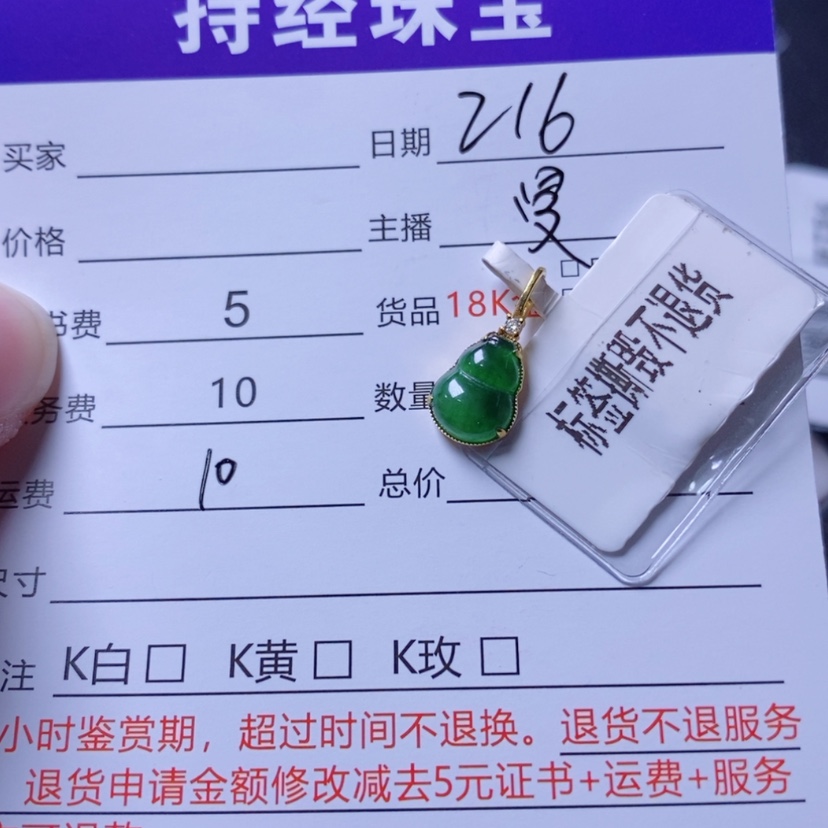 持经珠宝
买家 日期 216
价格 主播
书费 5 货品 18K金
务费 10 数量
运费 10 总价
标签撕毁不退货
尺寸
注 K白□ K黄□ K玫□
小时鉴赏期，超过时间不退换。退货不退服务
退货申请金额修改减去5元证书+运费+服务